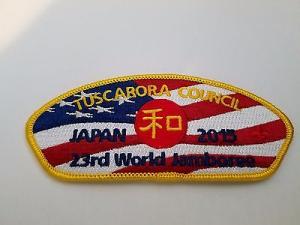 TUSCARORA COUNCIL
JAPAN 和 2015
23rd World Jamboree